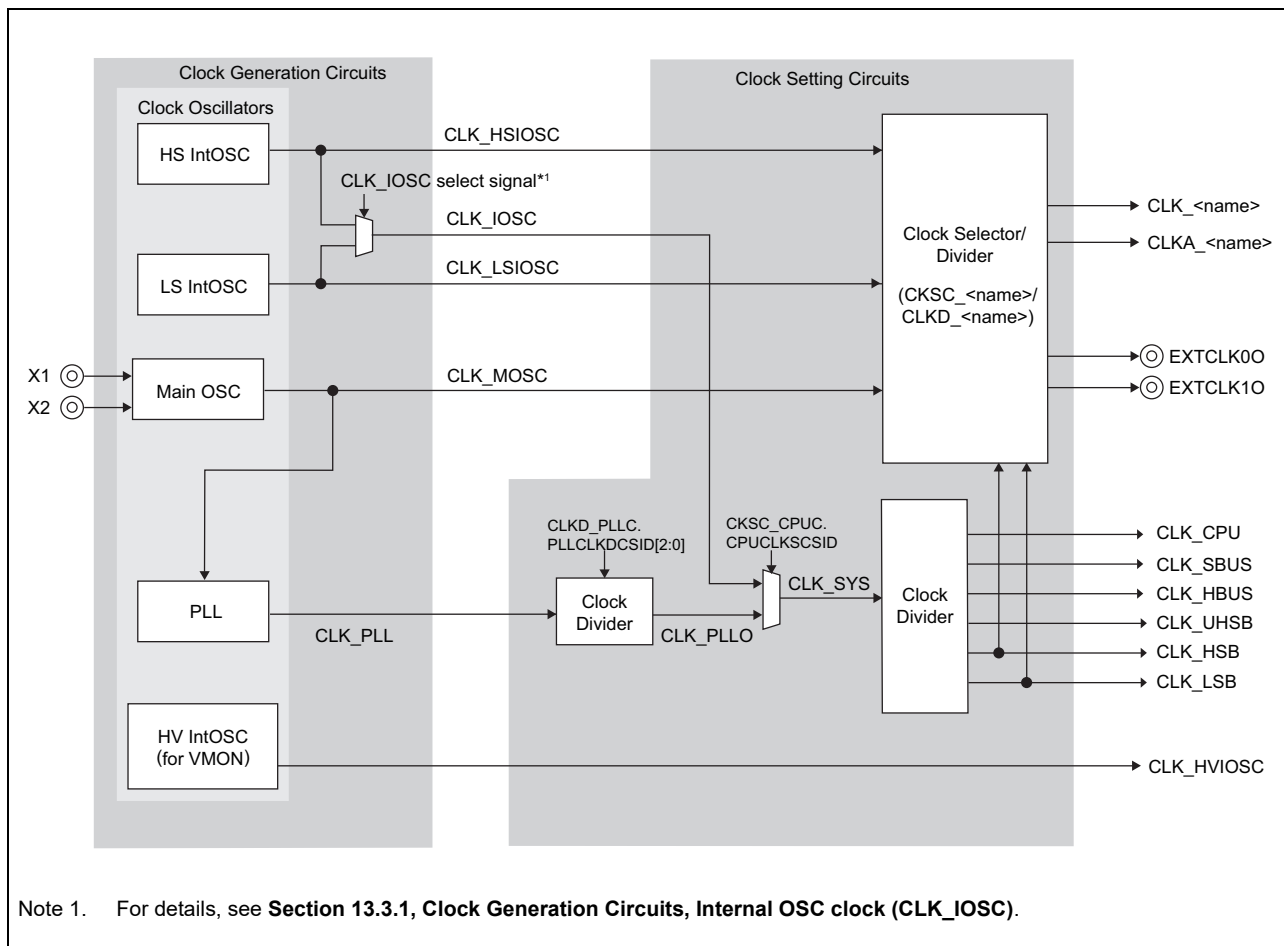 Clock Generation Circuits
Clock Setting Circuits
Clock Oscillators
HS IntOSC
CLK_HSIOSC
CLK_IOSC select signal*1
CLK_IOSC
LS IntOSC
CLK_LSIOSC
X1
X2
Main OSC
CLK_MOSC
Clock Selector/
Divider
(CKSC_<name>/
CLKD_<name>)
CLK_<name>
CLKA_<name>
EXTCLK0O
EXTCLK1O
PLL
CLK_PLL
CLKD_PLLC.
PLLCLKDCSID[2:0]
Clock
Divider
CLK_PLLO
CKSC_CPUC.
CPUCLKSCSID
CLK_SYS
Clock
Divider
CLK_CPU
CLK_SBUS
CLK_HBUS
CLK_UHSB
CLK_HSB
CLK_LSB
HV IntOSC
(for VMON)
CLK_HVIOSC
Note 1. For details, see Section 13.3.1, Clock Generation Circuits, Internal OSC clock (CLK_IOSC).